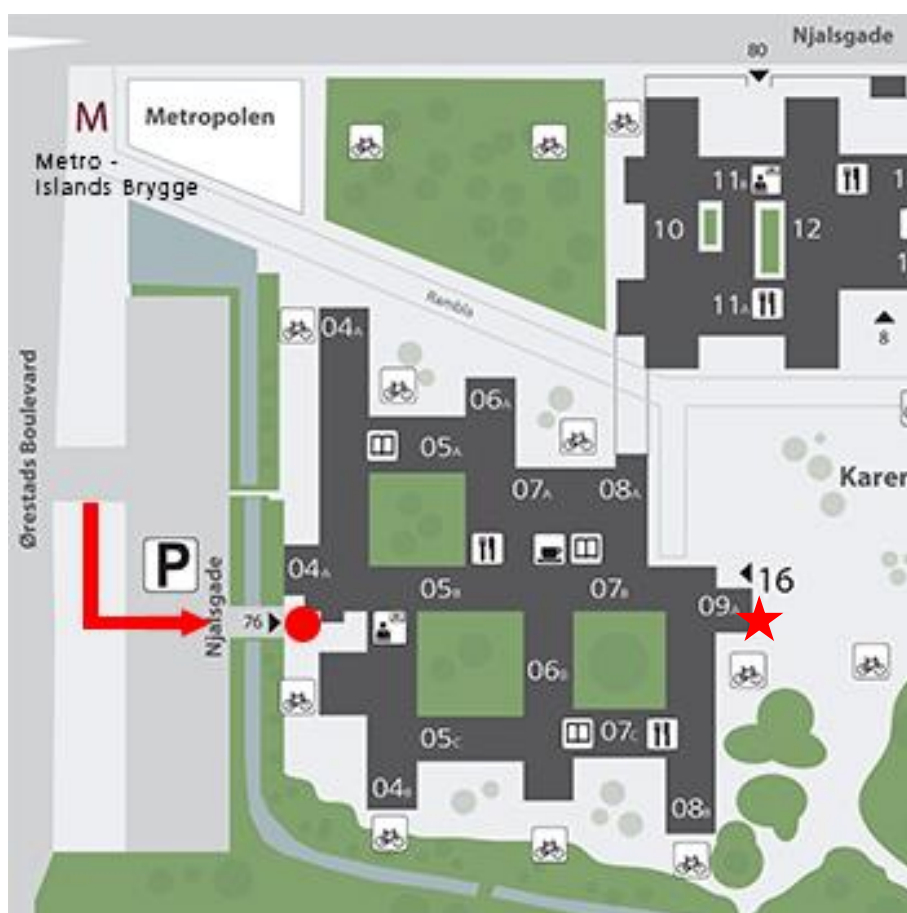 Njalsgade
80
M
Metropolen
Metro -
Islands Brygge
11B
10
12
11A
8
Rambla
04A
06A
05A
Ørestads Boulevard
07A
08A
Karen
P
04A
05B
07B
16
09A
Njalsgade
76
06B
05C
07C
04B
08B